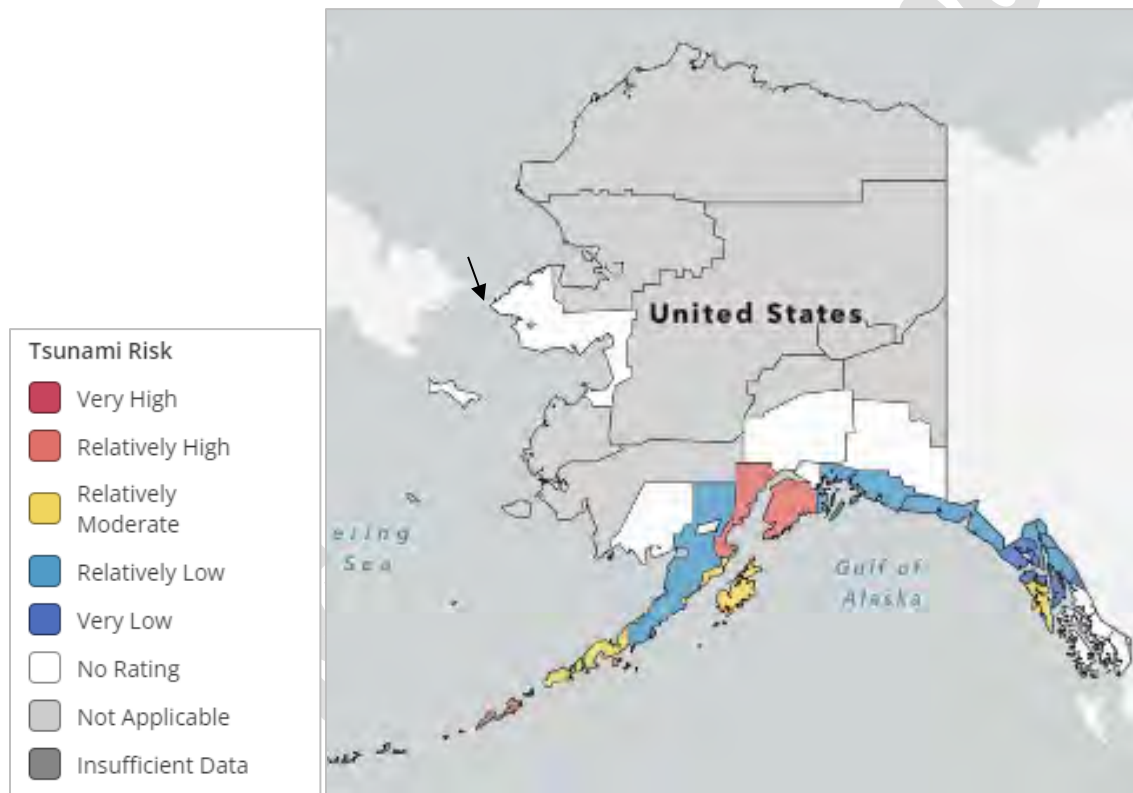 Tsunami Risk
Very High
Relatively High
Relatively
Moderate
Relatively Low
Very Low
No Rating
Not Applicable
Insufficient Data
United States
ering
Sea
Gulf of
Alaska